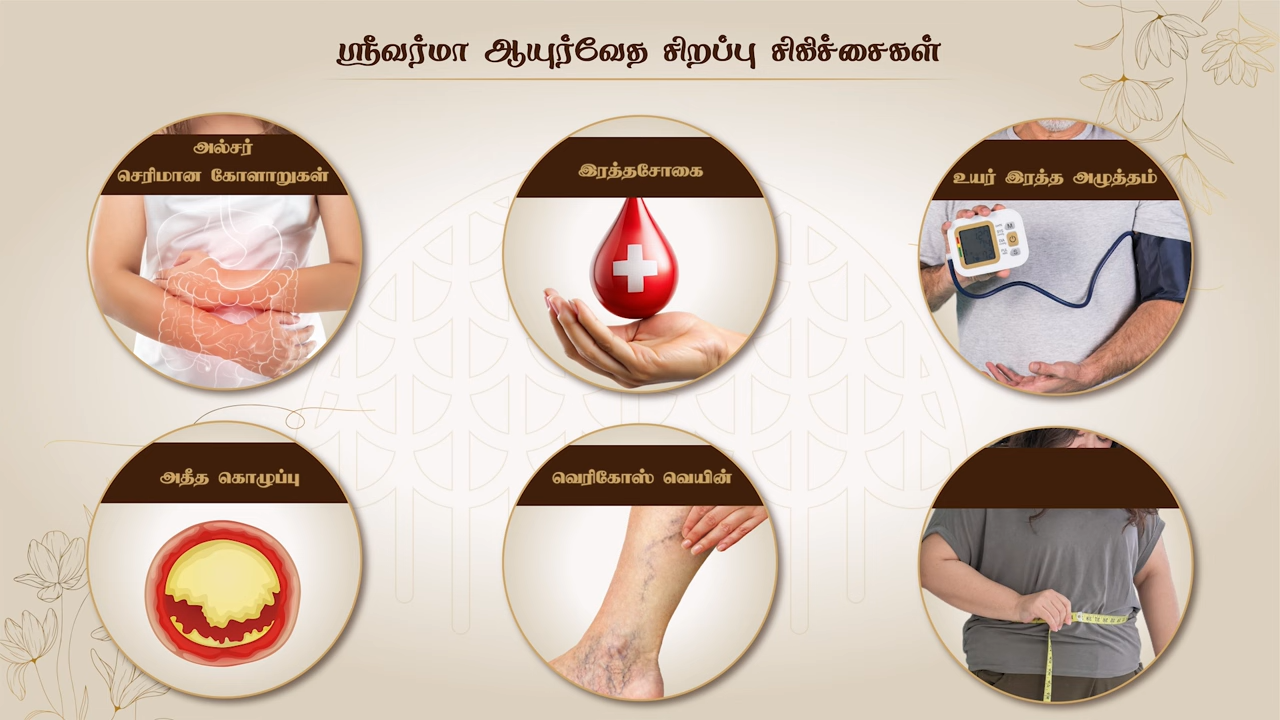 ஸ்ரீவர்மா ஆயுர்வேத சிறப்பு சிகிச்சைகள்
அல்சர்
செரிமான கோளாறுகள்
இரத்தசோகை
உயர் இரத்த அழுத்தம்
அதீத கொழுப்பு
வெரிகோஸ் வெயின்